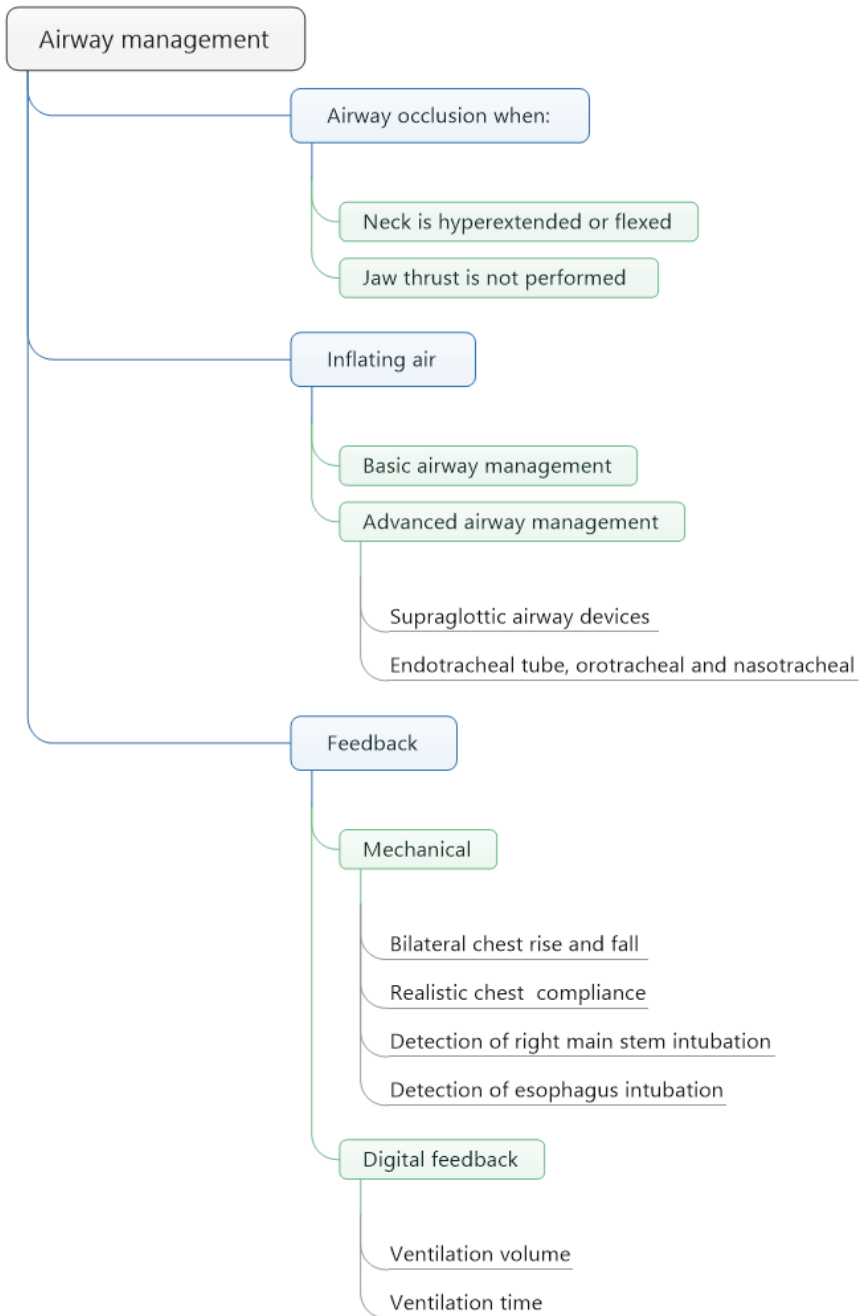 Airway management
Airway occlusion when:
Neck is hyperextended or flexed
Jaw thrust is not performed
Inflating air
Basic airway management
Advanced airway management
Supraglottic airway devices
Endotracheal tube, orotracheal and nasotracheal
Feedback
Mechanical
Bilateral chest rise and fall
Realistic chest  compliance
Detection of right main stem intubation
Detection of esophagus intubation
Digital feedback
Ventilation volume
Ventilation time